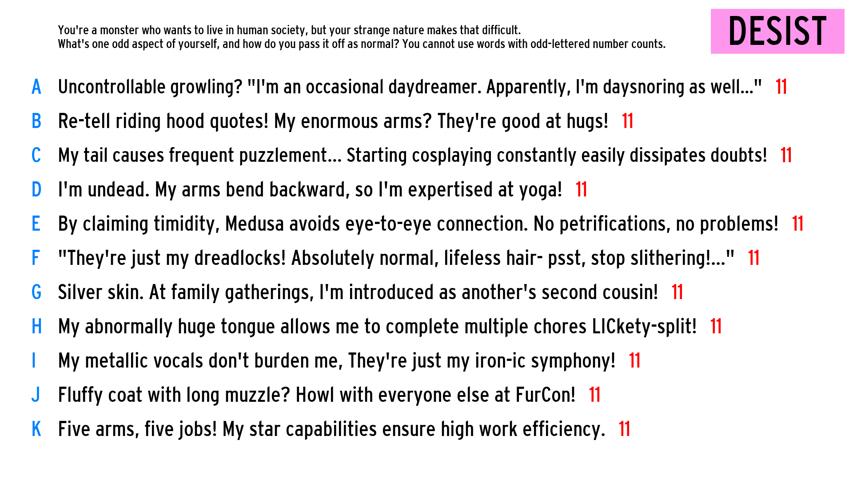 You're a monster who wants to live in human society, but your strange nature makes that difficult.
What's one odd aspect of yourself, and how do you pass it off as normal? You cannot use words with odd-lettered number counts.
DESIST
A Uncontrollable growling? "I'm an occasional daydreamer. Apparently, I'm daysnoring as well..." 11
B Re-tell riding hood quotes! My enormous arms? They're good at hugs! 11
C My tail causes frequent puzzlement... Starting cosplaying constantly easily dissipates doubts! 11
D I'm undead. My arms bend backward, so I'm expertised at yoga! 11
E By claiming timidity, Medusa avoids eye-to-eye connection. No petrifications, no problems! 11
F "They're just my dreadlocks! Absolutely normal, lifeless hair- psst, stop slithering!..." 11
G Silver skin. At family gatherings, I'm introduced as another's second cousin! 11
H My abnormally huge tongue allows me to complete multiple chores LICkety-split! 11
I My metallic vocals don't burden me, They're just my iron-ic symphony! 11
J Fluffy coat with long muzzle? Howl with everyone else at FurCon! 11
K Five arms, five jobs! My star capabilities ensure high work efficiency. 11